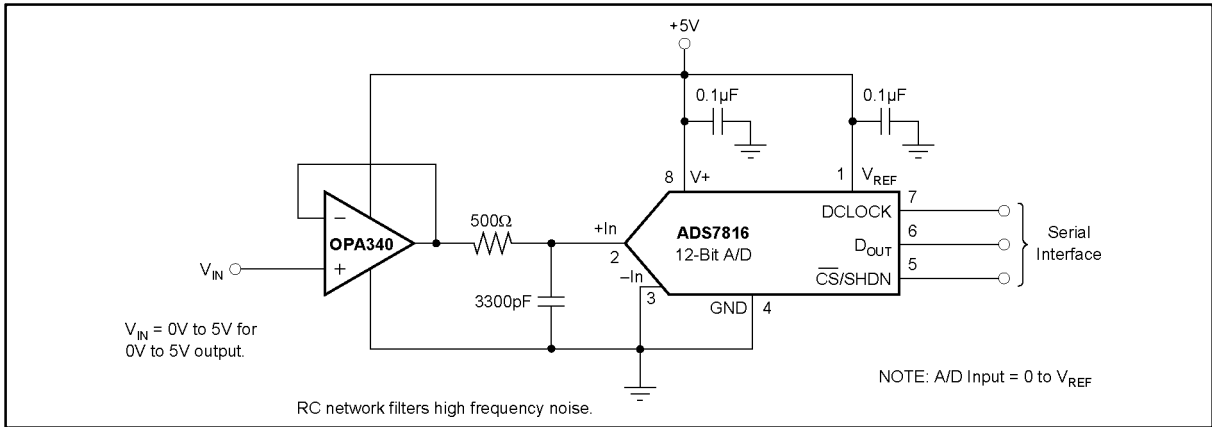 +5V
0.1µF
0.1µF
8
V+
1
VREF
−
OPA340
+
VIN
500Ω
3300pF
+In
2
−In
3
ADS7816
12-Bit A/D
GND
4
DCLOCK
7
DOUT
6
CS/SHDN
5
Serial
Interface
VIN = 0V to 5V for
0V to 5V output.
NOTE: A/D Input = 0 to VREF
RC network filters high frequency noise.